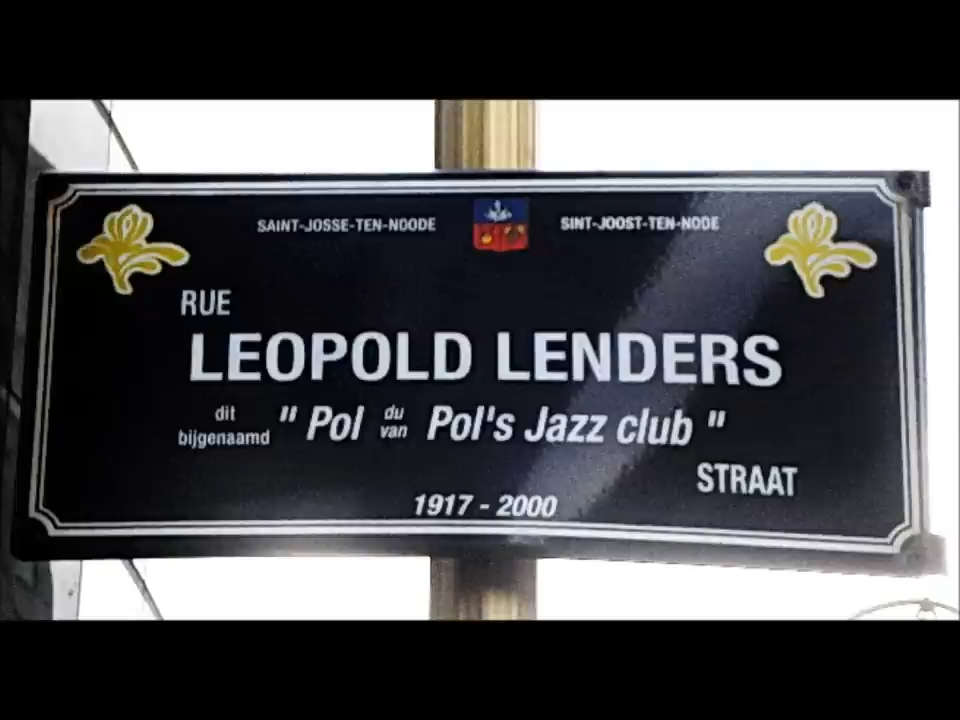 SAINT-JOSSE-TEN-NOODE SINT-JOOST-TEN-NODE
RUE
LEOPOLD LENDERS
dit
bijgenaamd " Pol du van Pol's Jazz club "
STRAAT
1917 - 2000